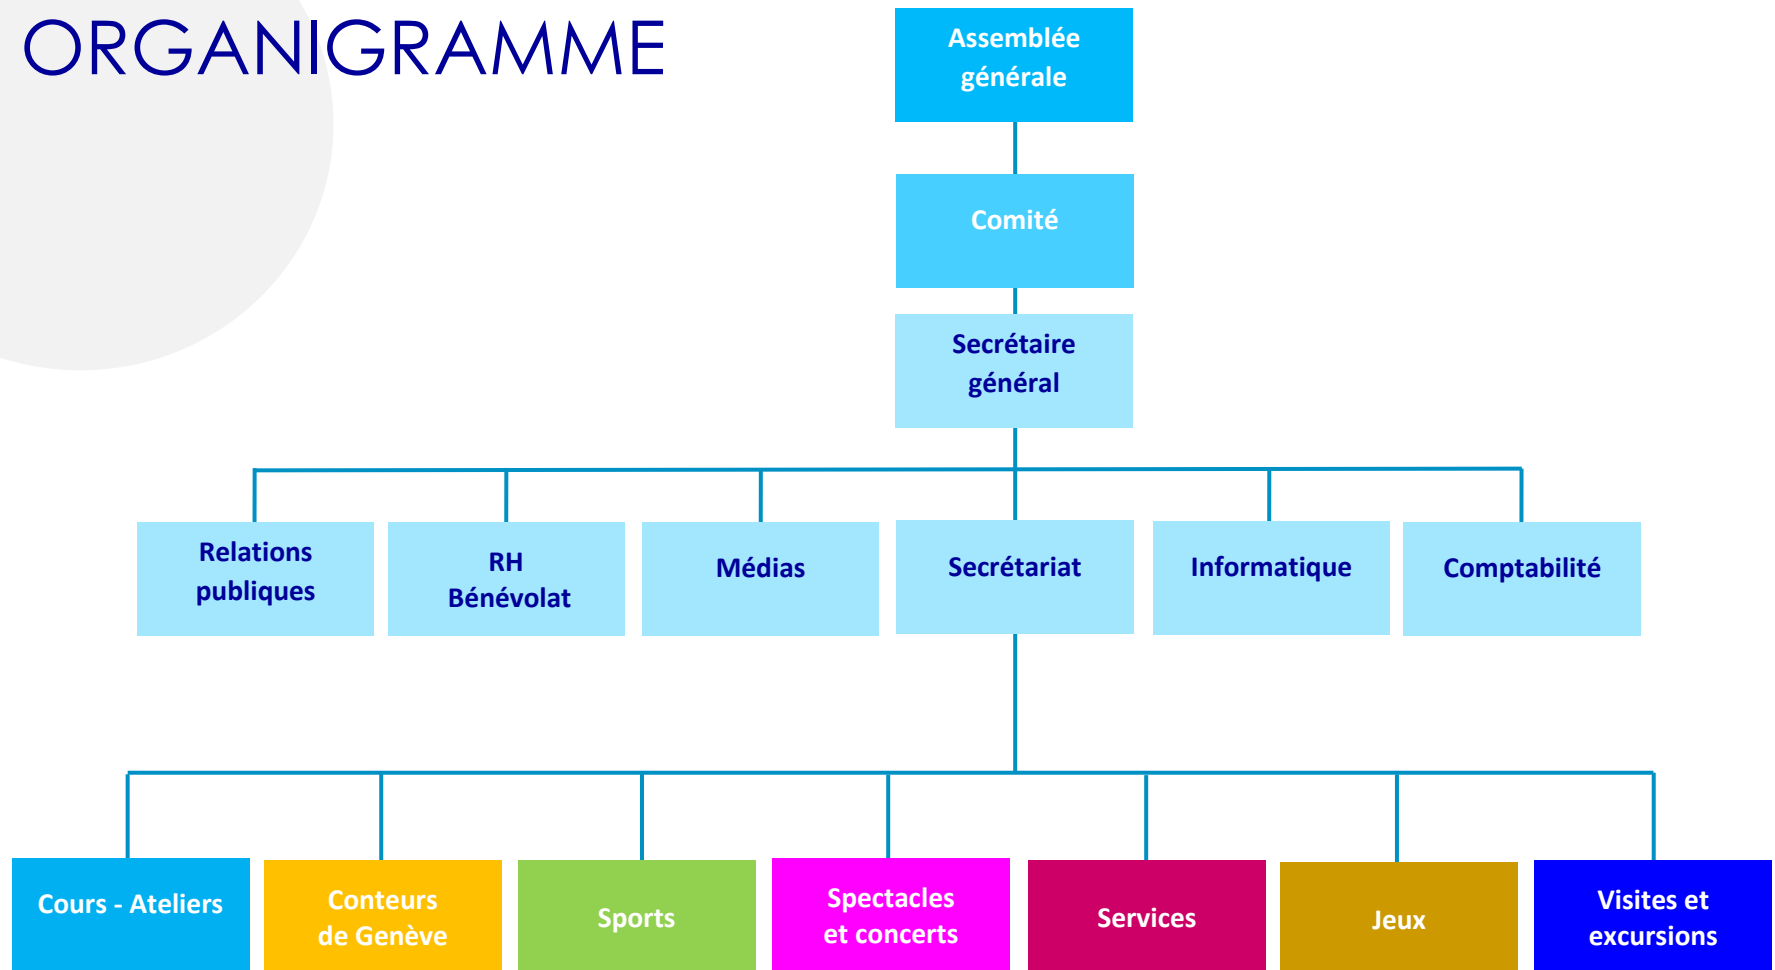 ORGANIGRAMME
Assemblée
générale
Comité
Secrétaire
général
Relations
publiques
RH
Bénévolat
Médias
Secrétariat
Informatique
Comptabilité
Cours - Ateliers
Conteurs
de Genève
Sports
Spectacles
et concerts
Services
Jeux
Visites et
excursions